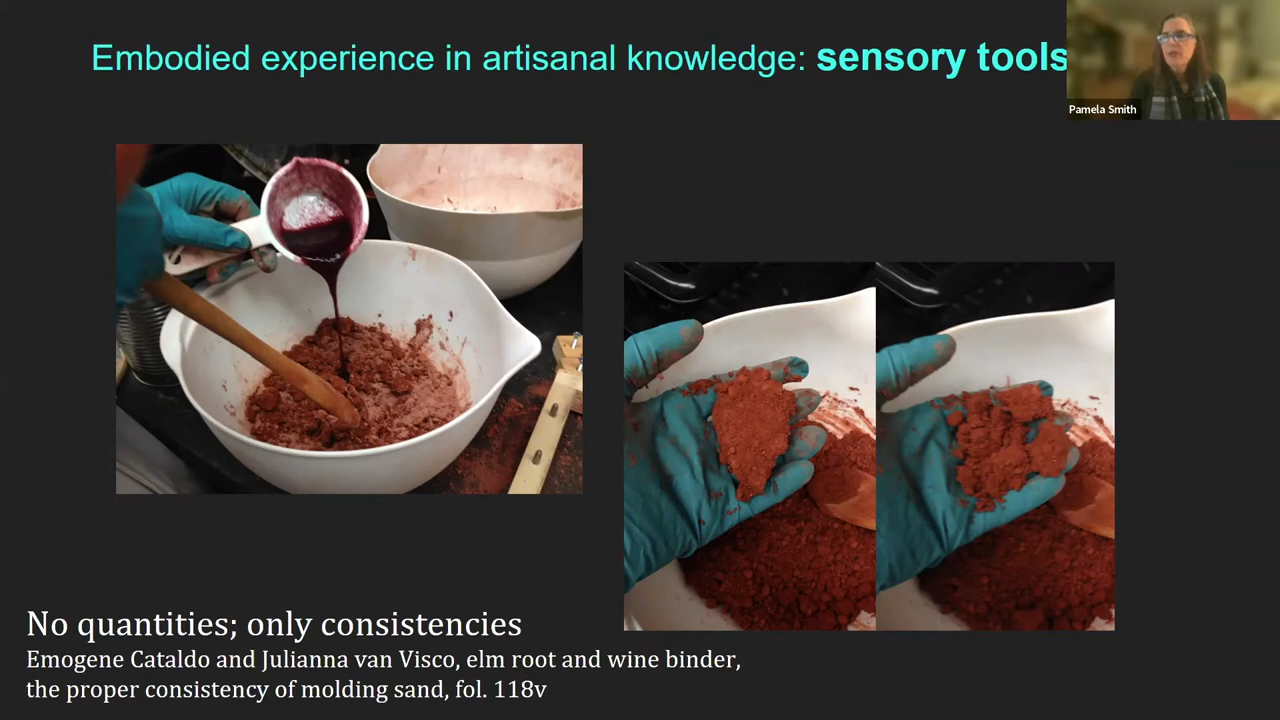 Embodied experience in artisanal knowledge: sensory tools
Pamela Smith
No quantities; only consistencies
Emogene Cataldo and Julianna van Visco, elm root and wine binder,
the proper consistency of molding sand, fol. 118v